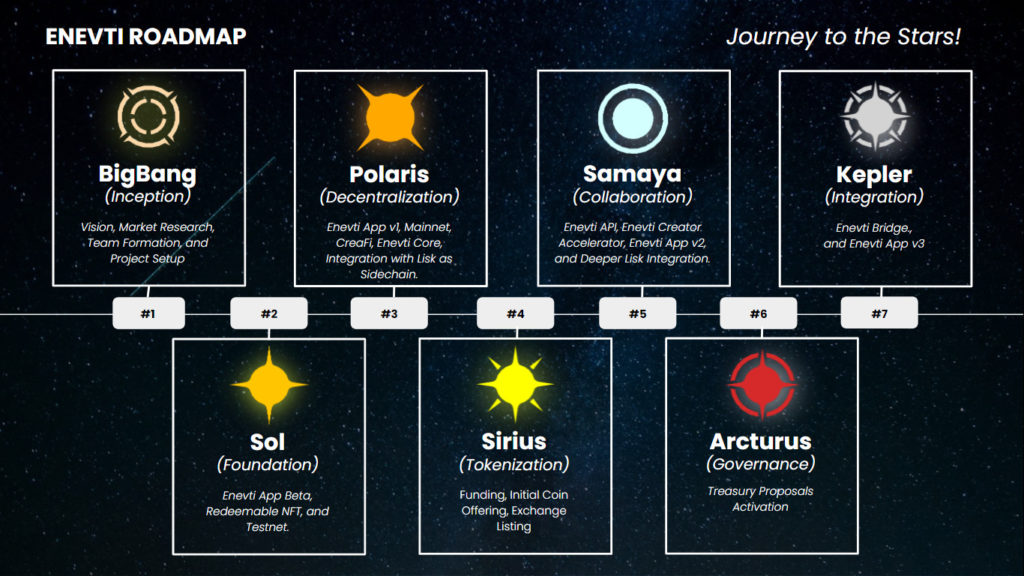 ENEVTI ROADMAP
Journey to the Stars!
BigBang
(Inception)
Vision, Market Research,
Team Formation, and
Project Setup
Polaris
(Decentralization)
Enevti App v1, Mainnet,
CreaFi, Enevti Core,
Integration with Lisk as
Sidechain.
Samaya
(Collaboration)
Enevti API, Enevti Creator
Accelerator, Enevti App v2,
and Deeper Lisk Integration.
Kepler
(Integration)
Enevti Bridge,
and Enevti App v3
#1
#2
#3
#4
#5
#6
#7
Sol
(Foundation)
Enevti App Beta,
Redeemable NFT, and
Testnet.
Sirius
(Tokenization)
Funding, Initial Coin
Offering, Exchange
Listing
Arcturus
(Governance)
Treasury Proposals
Activation